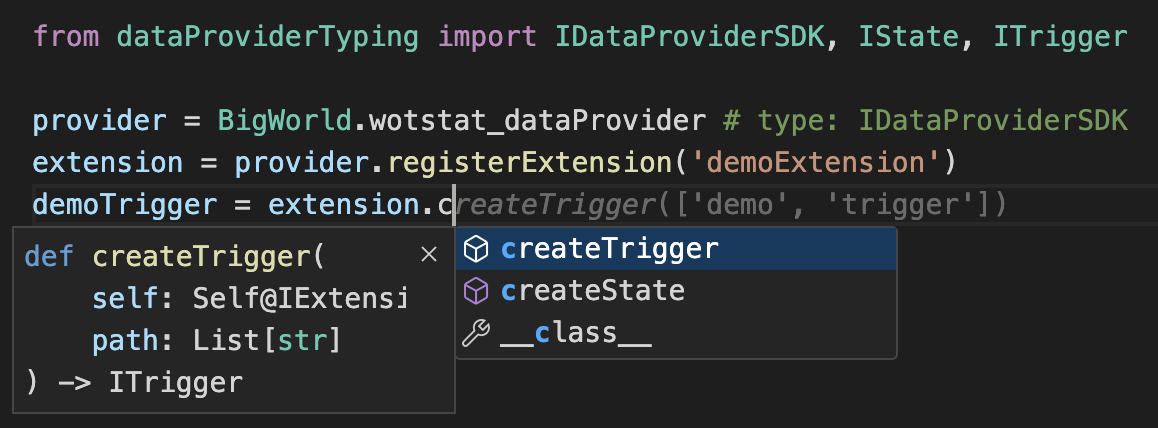 from dataProviderTyping import IDataProviderSDK, IState, ITrigger
provider = BigWorld.wotstat_dataProvider # type: IDataProviderSDK
extension = provider.registerExtension('demoExtension')
demoTrigger = extension.createTrigger(['demo', 'trigger'])
def createTrigger(
self: Self@IExtensi
path: List[str]
) -> ITrigger
createTrigger
createState
__class__